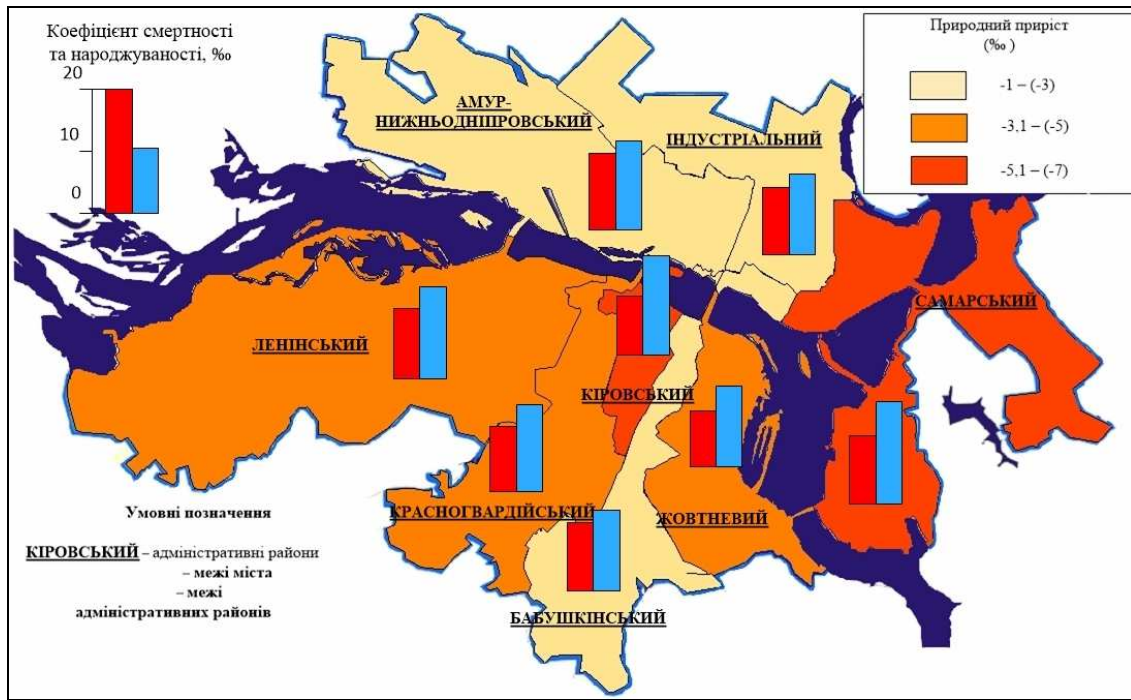 Коефіцієнт смертності
та народжуваності, ‰
20
10
0
Природний приріст
(‰ )
-1 – (-3)
-3,1 – (-5)
-5,1 – (-7)
АМУР-
НИЖНЬОДНІПРОВСЬКИЙ
ІНДУСТРІАЛЬНИЙ
САМАРСЬКИЙ
ЛЕНІНСЬКИЙ
КІРОВСЬКИЙ
КРАСНОГВАРДІЙСЬКИЙ
ЖОВТНЕВИЙ
БАБУШКІНСЬКИЙ
Умовні позначення
КІРОВСЬКИЙ – адміністративні райони
– межі міста
– межі
адміністративних районів